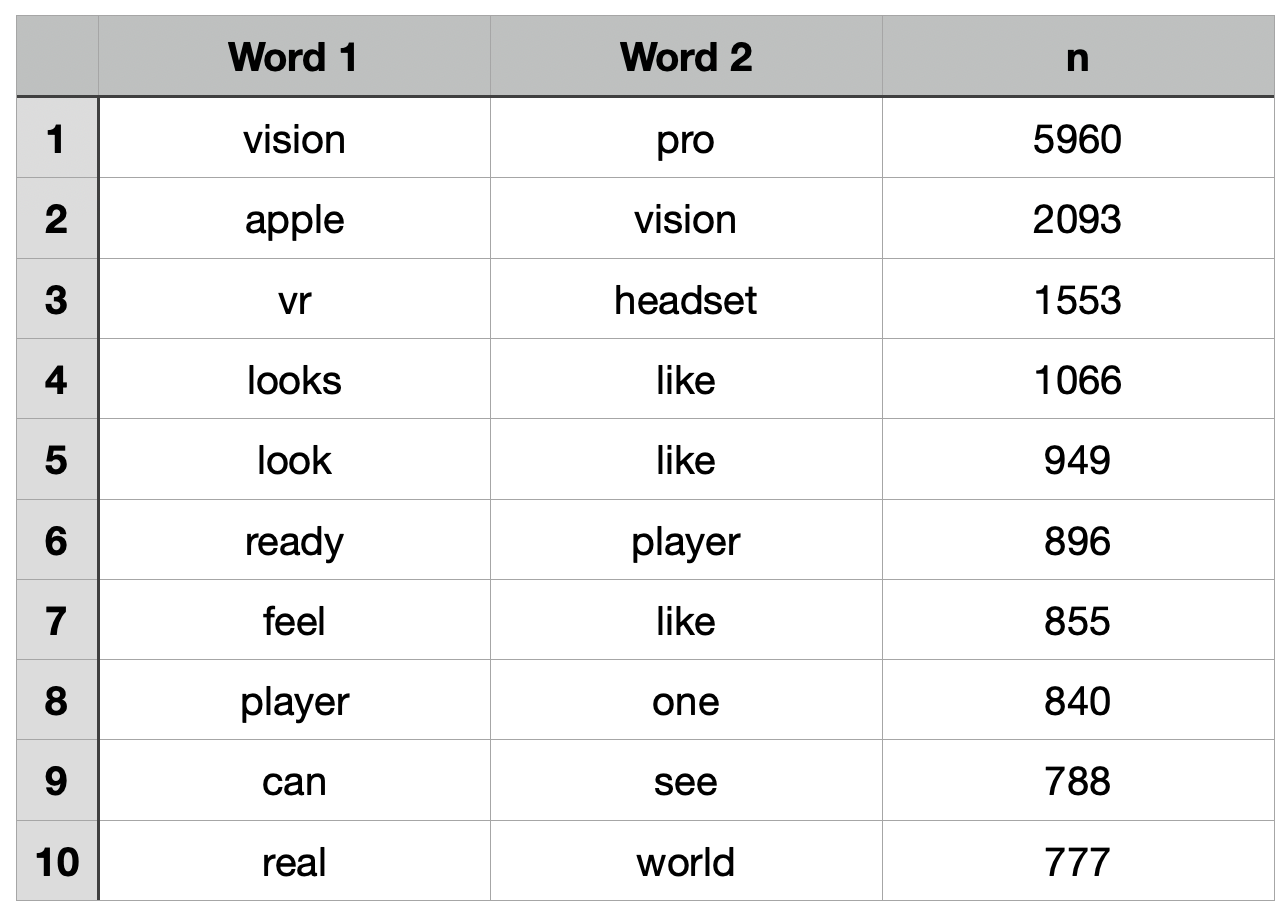 Word 1 Word 2 n
1 vision pro 5960
2 apple vision 2093
3 vr headset 1553
4 looks like 1066
5 look like 949
6 ready player 896
7 feel like 855
8 player one 840
9 can see 788
10 real world 777